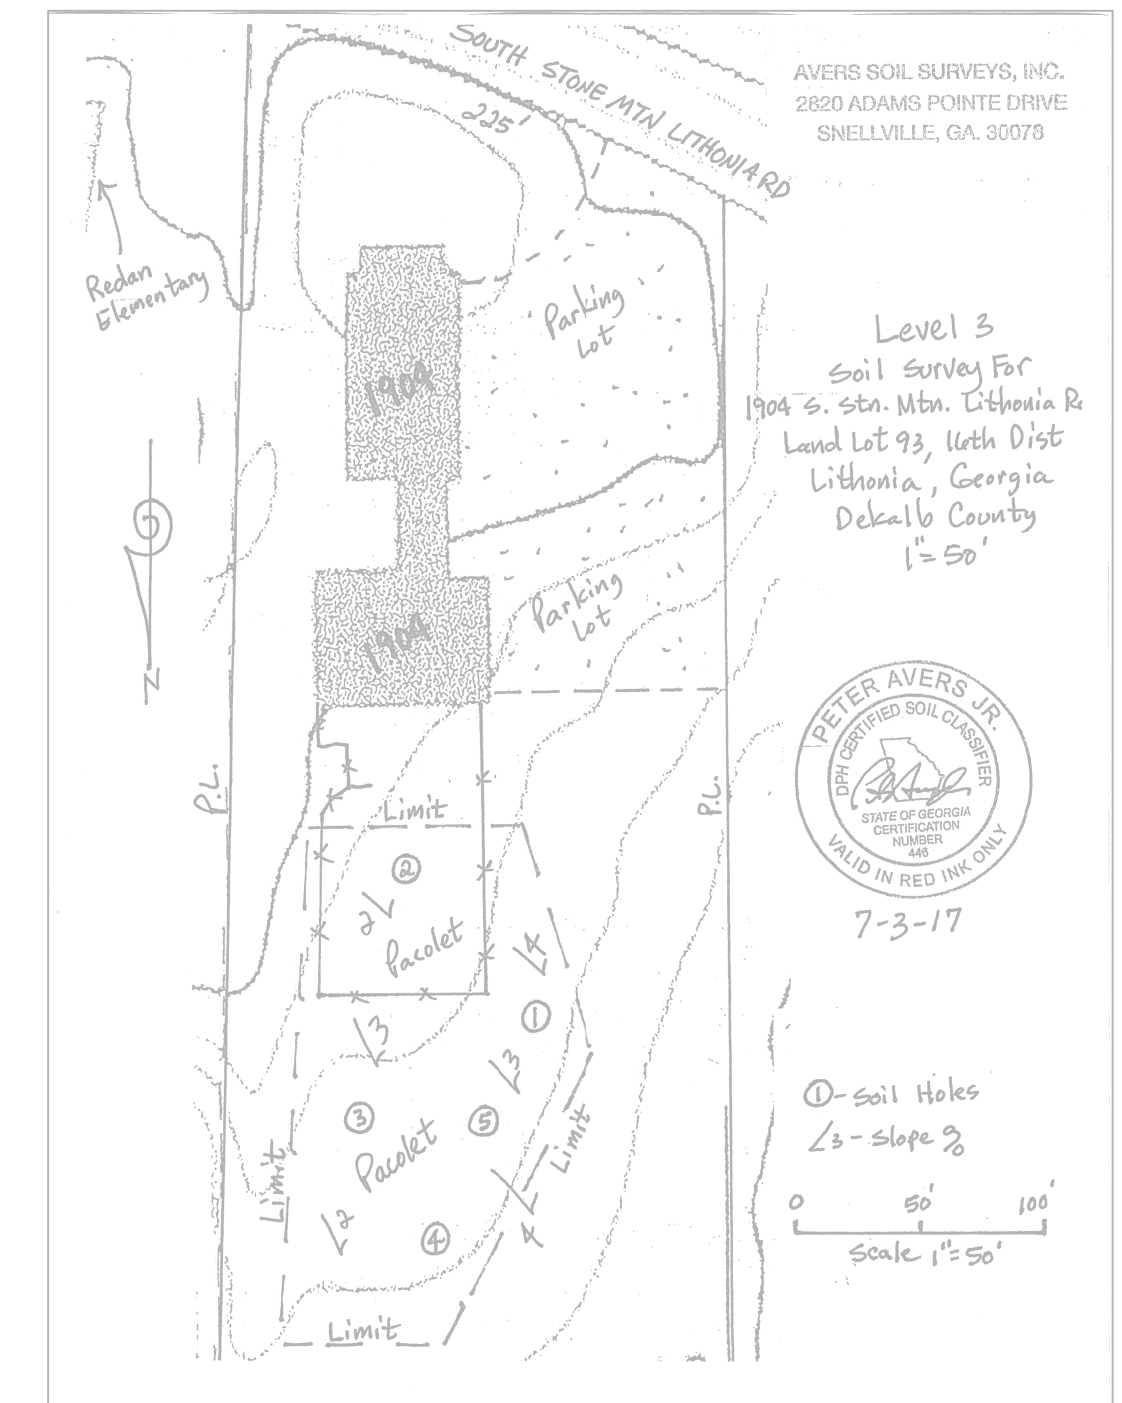 SOUTH STONE MTN LITHONIA RD
AVERS SOIL SURVEYS, INC.
2820 ADAMS POINTE DRIVE
SNELLVILLE, GA. 30078
225'
Redan
Elementary
Parking
Lot
1904
Level 3
Soil Survey For
1904 S. Stn. Mtn. Lithonia R
Land Lot 93, 16th Dist
Lithonia, Georgia
Dekalb County
1"=50'
N
Parking
Lot
1904
PETER AVERS JR.
DPH CERTIFIED SOIL CLASSIFIER
STATE OF GEORGIA
CERTIFICATION
NUMBER
446
VALID IN RED INK ONLY
7-3-17
P.L.
P.L.
Limit
2
2
Pacolet
4
1
3
3
3
5
Pacolet
Limit
Limit
2
4
4
Limit
1-Soil Holes
∠3-Slope %
0 50' 100'
Scale 1"=50'